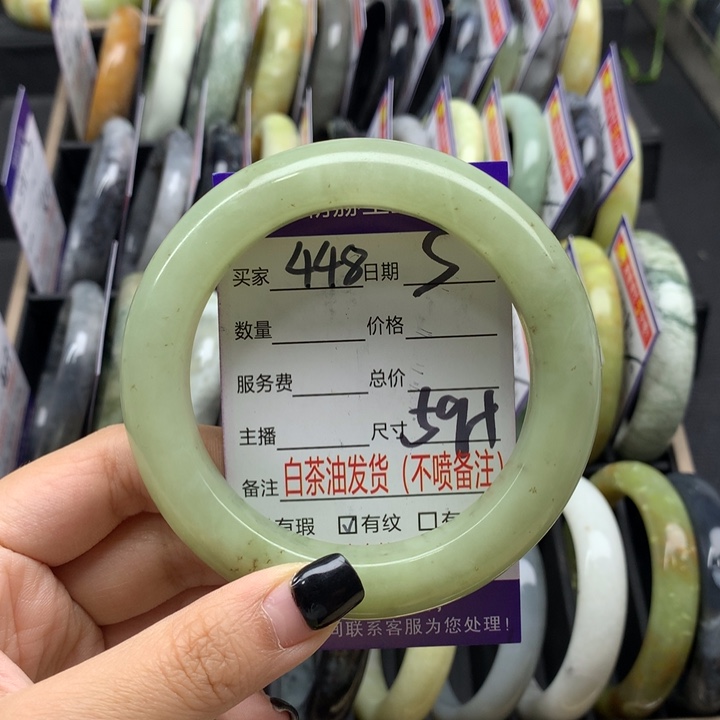 买家 448 日期 S
数量 价格
服务费 总价
主播 尺寸
备注 白茶油发货（不喷备注）
有瑕 ☑有纹 ☐有
联系客服为您处理！